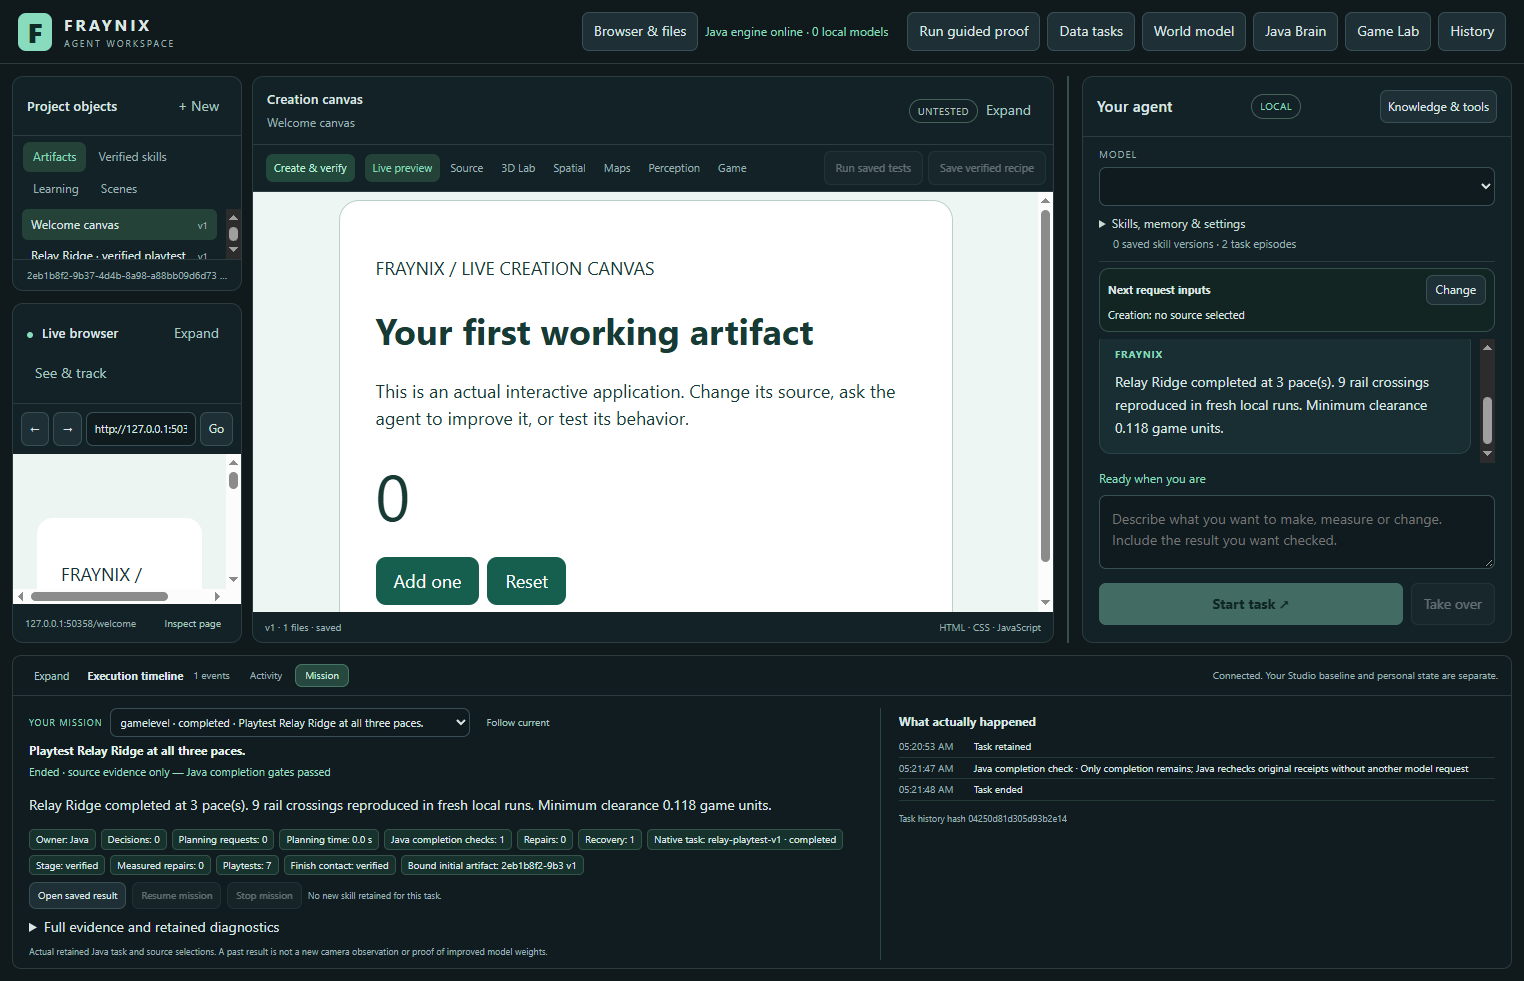 F FRAYNIX
AGENT WORKSPACE
Browser & files
Java engine online · 0 local models
Run guided proof
Data tasks
World model
Java Brain
Game Lab
History
Project objects
+ New
Artifacts
Verified skills
Learning
Scenes
Welcome canvas v1
Relay Ridge · verified playtest v1
2eb1b8f2-9b37-4d4b-8a98-a88bb09d6d73 ...
Live browser
Expand
See & track
← → http://127.0.0.1:503 Go
FRAYNIX /
127.0.0.1:50358/welcome
Inspect page
Creation canvas
Welcome canvas
UNTESTED
Expand
Create & verify
Live preview
Source
3D Lab
Spatial
Maps
Perception
Game
Run saved tests
Save verified recipe
FRAYNIX / LIVE CREATION CANVAS
Your first working artifact
This is an actual interactive application. Change its source, ask the
agent to improve it, or test its behavior.
0
Add one
Reset
v1 · 1 files · saved
HTML · CSS · JavaScript
Your agent
LOCAL
Knowledge & tools
MODEL
Skills, memory & settings
0 saved skill versions · 2 task episodes
Next request inputs
Change
Creation: no source selected
FRAYNIX
Relay Ridge completed at 3 pace(s). 9 rail crossings
reproduced in fresh local runs. Minimum clearance
0.118 game units.
Ready when you are
Describe what you want to make, measure or change.
Include the result you want checked.
Start task ↗
Take over
Expand
Execution timeline
1 events
Activity
Mission
Connected. Your Studio baseline and personal state are separate.
YOUR MISSION
gamelevel · completed · Playtest Relay Ridge at all three paces.
Follow current
Playtest Relay Ridge at all three paces.
Ended · source evidence only — Java completion gates passed
Relay Ridge completed at 3 pace(s). 9 rail crossings reproduced in fresh local runs. Minimum clearance 0.118 game units.
Owner: Java
Decisions: 0
Planning requests: 0
Planning time: 0.0 s
Java completion checks: 1
Repairs: 0
Recovery: 1
Native task: relay-playtest-v1 · completed
Stage: verified
Measured repairs: 0
Playtests: 7
Finish contact: verified
Bound initial artifact: 2eb1b8f2-9b3 v1
Open saved result
Resume mission
Stop mission
No new skill retained for this task.
Full evidence and retained diagnostics
Actual retained Java task and source selections. A past result is not a new camera observation or proof of improved model weights.
What actually happened
05:20:53 AM Task retained
05:21:47 AM Java completion check · Only completion remains; Java rechecks original receipts without another model request
05:21:48 AM Task ended
Task history hash 04250d81d305d93b2e14